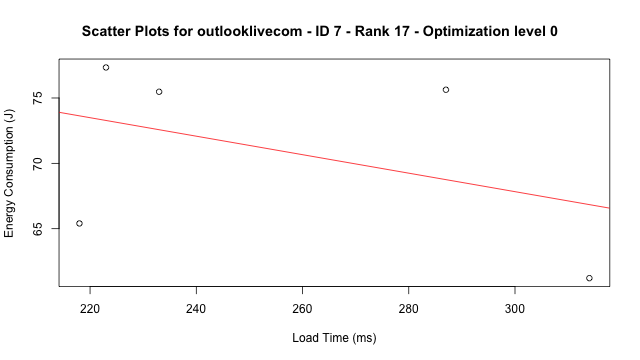 Scatter Plots for outlooklivecom - ID 7 - Rank 17 - Optimization level 0
Energy Consumption (J)
75
70
65
220 240 260 280 300
Load Time (ms)